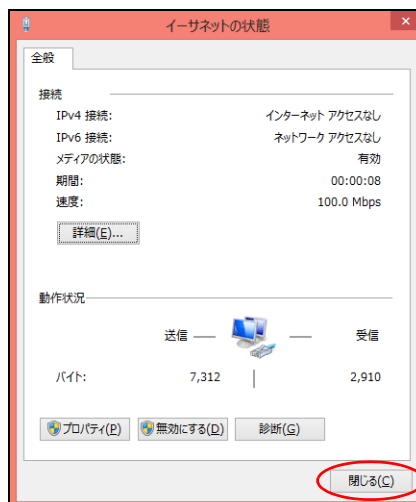 イーサネットの状態
全般
接続
IPv4 接続: インターネット アクセスなし
IPv6 接続: ネットワーク アクセスなし
メディアの状態: 有効
期間: 00:00:08
速度: 100.0 Mbps
詳細(E)...
動作状況
送信 受信
バイト: 7,312 2,910
プロパティ(P) 無効にする(D) 診断(G)
閉じる(C)